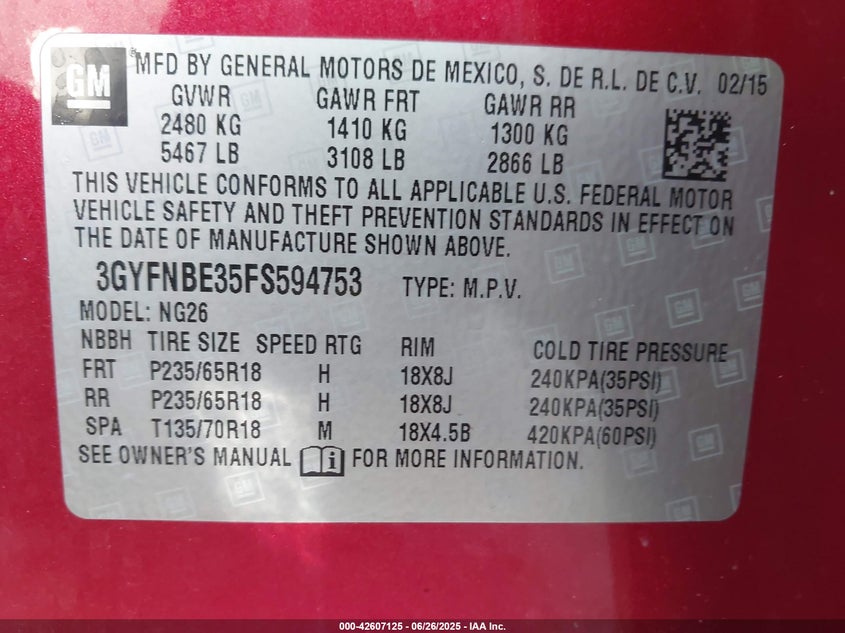 GM
® MFD BY GENERAL MOTORS DE MEXICO, S. DE R.L. DE C.V. 02/15
GVWR GAWR FRT GAWR RR
2480 KG 1410 KG 1300 KG
5467 LB 3108 LB 2866 LB
THIS VEHICLE CONFORMS TO ALL APPLICABLE U.S. FEDERAL MOTOR
VEHICLE SAFETY AND THEFT PREVENTION STANDARDS IN EFFECT ON
THE DATE OF MANUFACTURE SHOWN ABOVE.
3GYFNBE35FS594753 TYPE: M.P.V.
MODEL: NG26
NBBH TIRE SIZE SPEED RTG RIM COLD TIRE PRESSURE
FRT P235/65R18 H 18X8J 240KPA(35PSI)
RR P235/65R18 H 18X8J 240KPA(35PSI)
SPA T135/70R18 M 18X4.5B 420KPA(60PSI)
SEE OWNER'S MANUAL i FOR MORE INFORMATION.
000-42607125 - 06/26/2025 - IAA Inc.